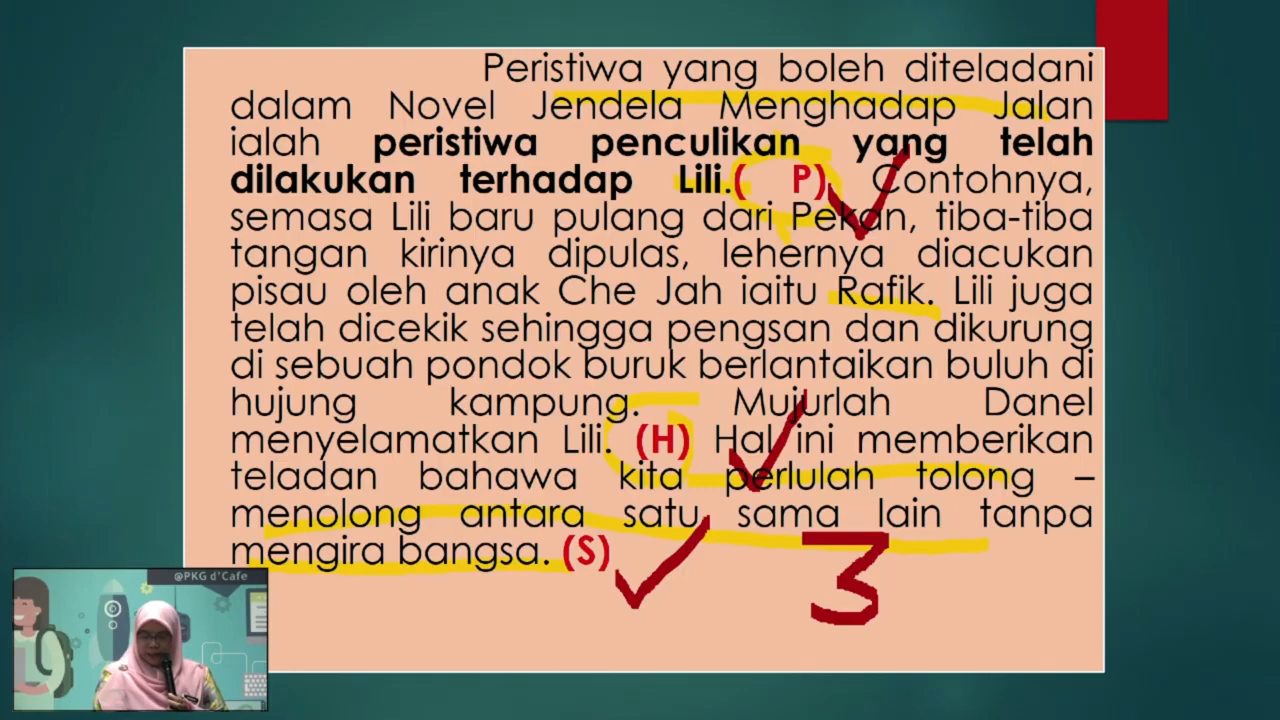 Peristiwa yang boleh diteladani
dalam Novel Jendela Menghadap Jalan
ialah peristiwa penculikan yang telah
dilakukan terhadap Lili.( P) Contohnya,
semasa Lili baru pulang dari Pekan, tiba-tiba
tangan kirinya dipulas, lehernya diacukan
pisau oleh anak Che Jah iaitu Rafik. Lili juga
telah dicekik sehingga pengsan dan dikurung
di sebuah pondok buruk berlantaikan buluh di
hujung kampung. Mujurlah Danel
menyelamatkan Lili. (H) Hal ini memberikan
teladan bahawa kita perlulah tolong –
menolong antara satu sama lain tanpa
mengira bangsa. (S)
3
@PKG d'Cafe